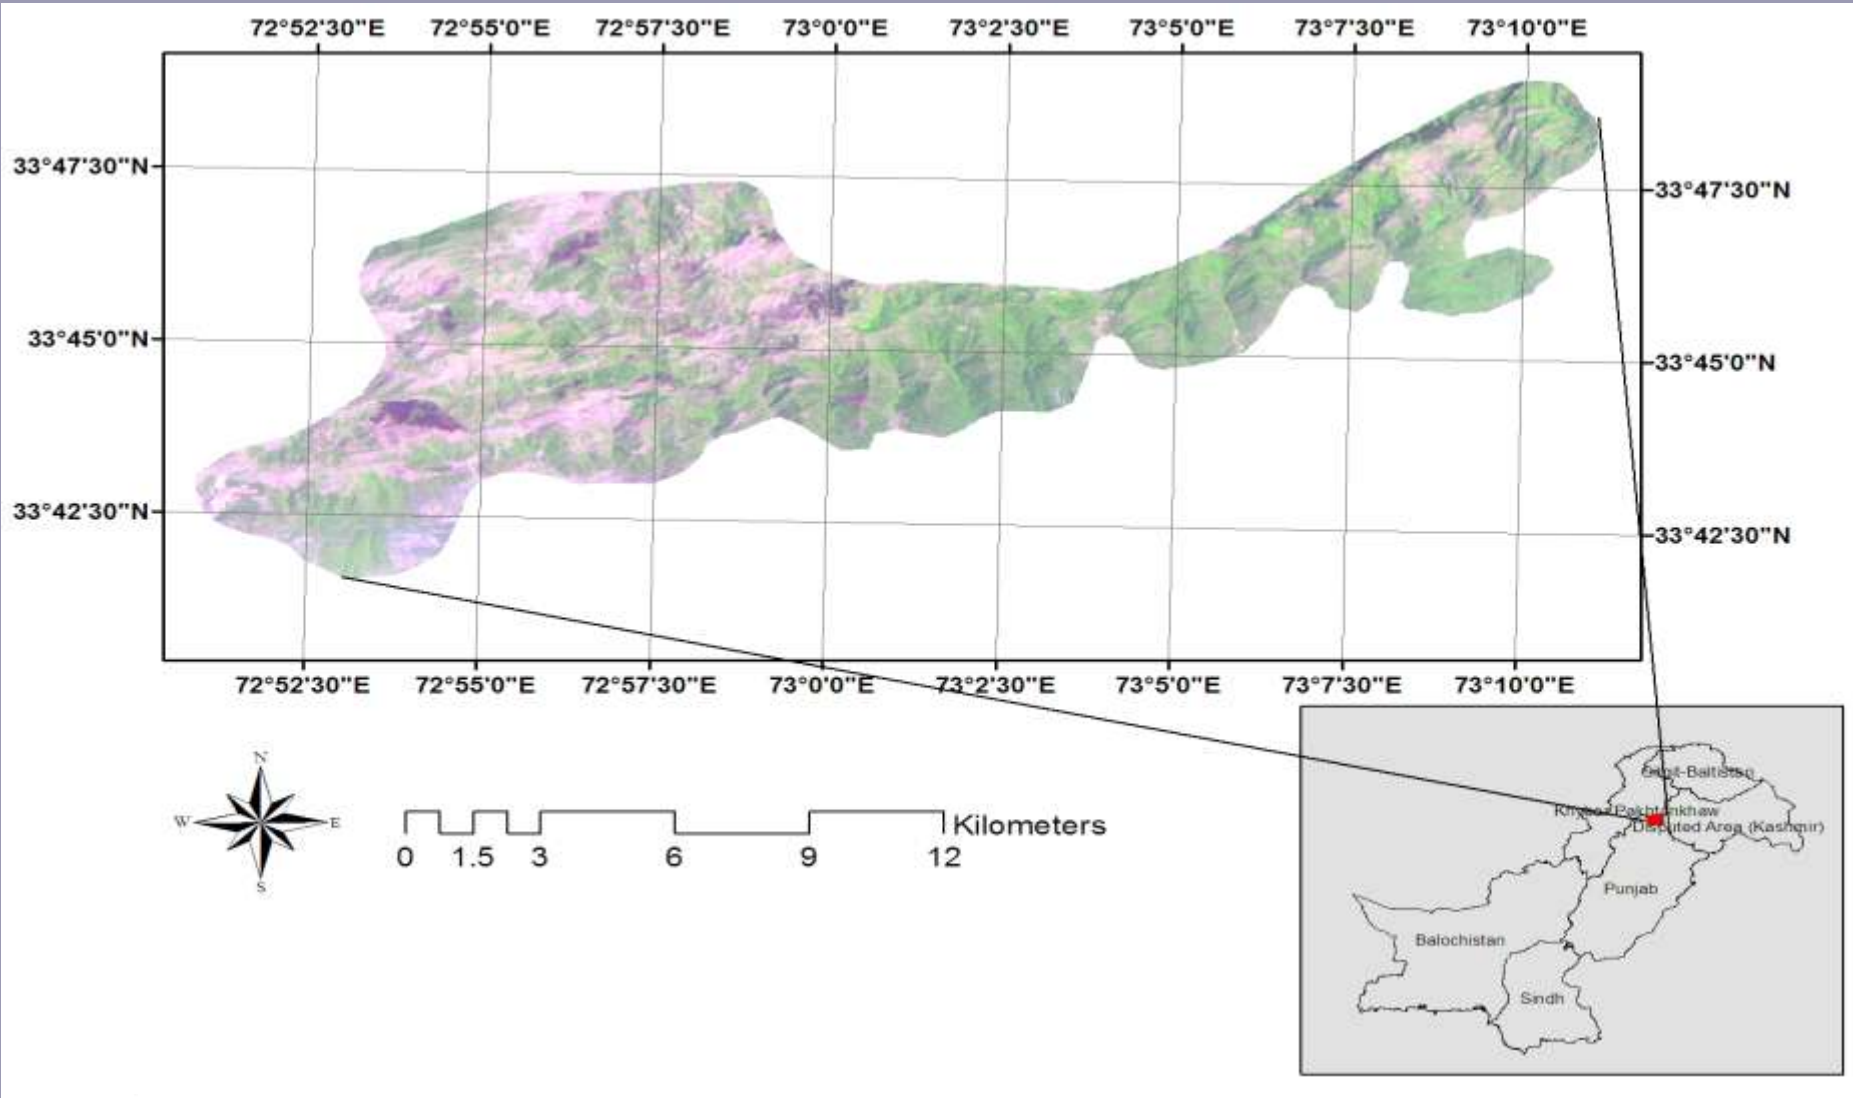 72°52'30"E 72°55'0"E 72°57'30"E 73°0'0"E 73°2'30"E 73°5'0"E 73°7'30"E 73°10'0"E
33°47'30"N
33°47'30"N
33°45'0"N
33°45'0"N
33°42'30"N
33°42'30"N
72°52'30"E 72°55'0"E 72°57'30"E 73°0'0"E 73°2'30"E 73°5'0"E 73°7'30"E 73°10'0"E
N
W E
S
Kilometers
0 1.5 3 6 9 12
Gilgit-Baltistan
Khyber Pakhtunkhaw
Disputed Area (Kashmir)
Punjab
Balochistan
Sindh